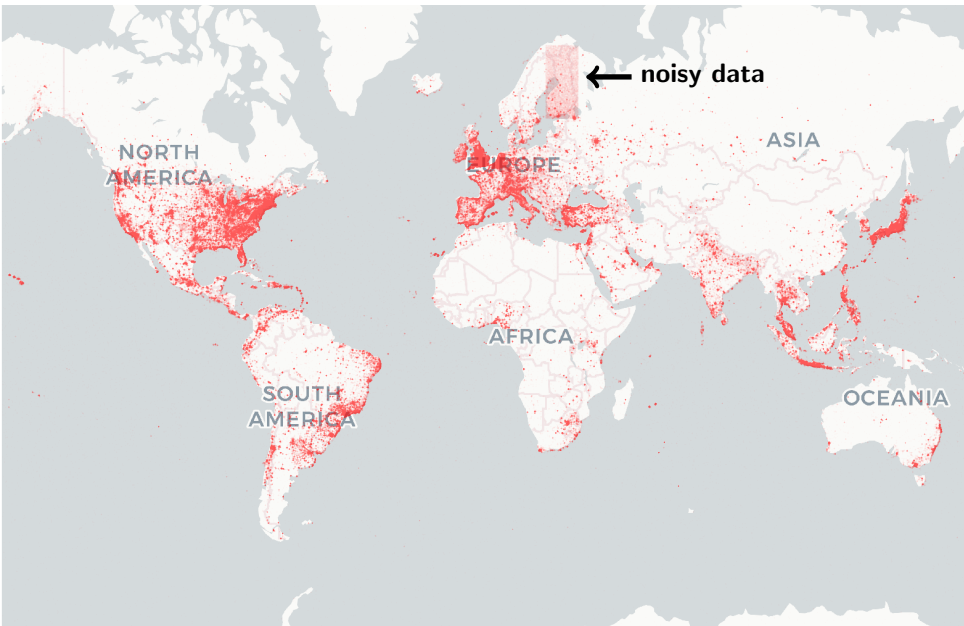 noisy data
ASIA
NORTH
AMERICA
EUROPE
AFRICA
SOUTH
AMERICA
OCEANIA